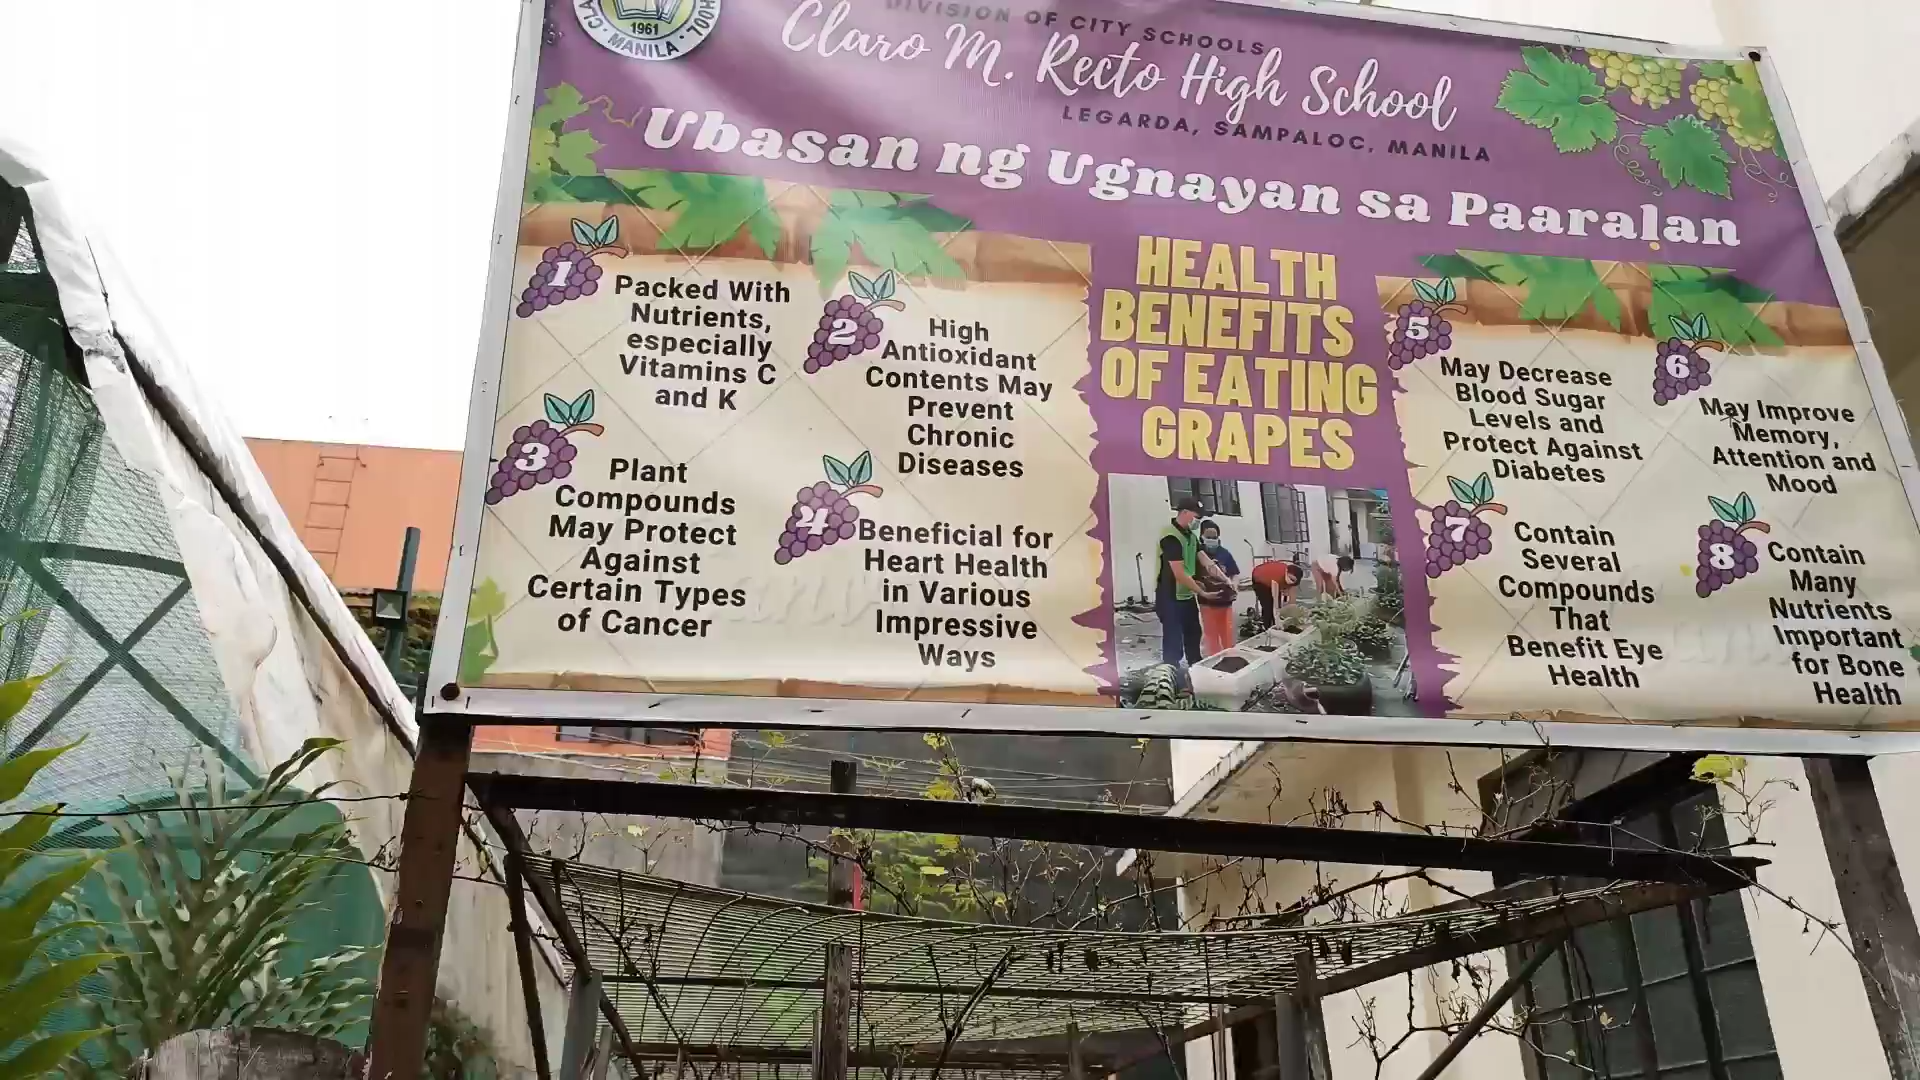 1961
MANILA
DIVISION OF CITY SCHOOLS
Claro M. Recto High School
LEGARDA, SAMPALOC, MANILA
Ubasan ng Ugnayan sa Paaralan
HEALTH
BENEFITS
OF EATING
GRAPES
1
Packed With
Nutrients,
especially
Vitamins C
and K
2
High
Antioxidant
Contents May
Prevent
Chronic
Diseases
3
Plant
Compounds
May Protect
Against
Certain Types
of Cancer
4
Beneficial for
Heart Health
in Various
Impressive
Ways
5
May Decrease
Blood Sugar
Levels and
Protect Against
Diabetes
6
May Improve
Memory,
Attention and
Mood
7
Contain
Several
Compounds
That
Benefit Eye
Health
8
Contain
Many
Nutrients
Important
for Bone
Health